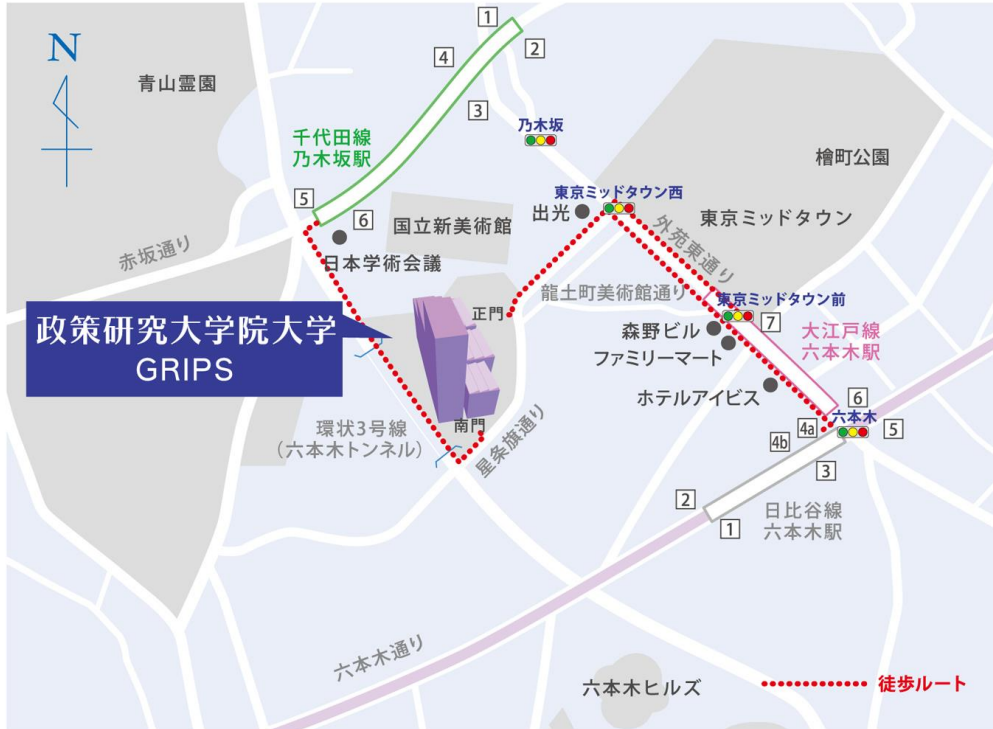 N
青山霊園
1
2
4
3
千代田線
乃木坂駅
乃木坂
5
6
日本学術会議
国立新美術館
赤坂通り
東京ミッドタウン西
出光
檜町公園
東京ミッドタウン
外苑東通り
龍土町美術館通り
東京ミッドタウン前
7
大江戸線
六本木駅
森野ビル
ファミリーマート
ホテルアイビス
政策研究大学院大学
GRIPS
正門
南門
環状3号線
(六本木トンネル)
星条旗通り
6
六本木
4a
4b
5
3
2
1
日比谷線
六本木駅
六本木通り
六本木ヒルズ
徒歩ルート